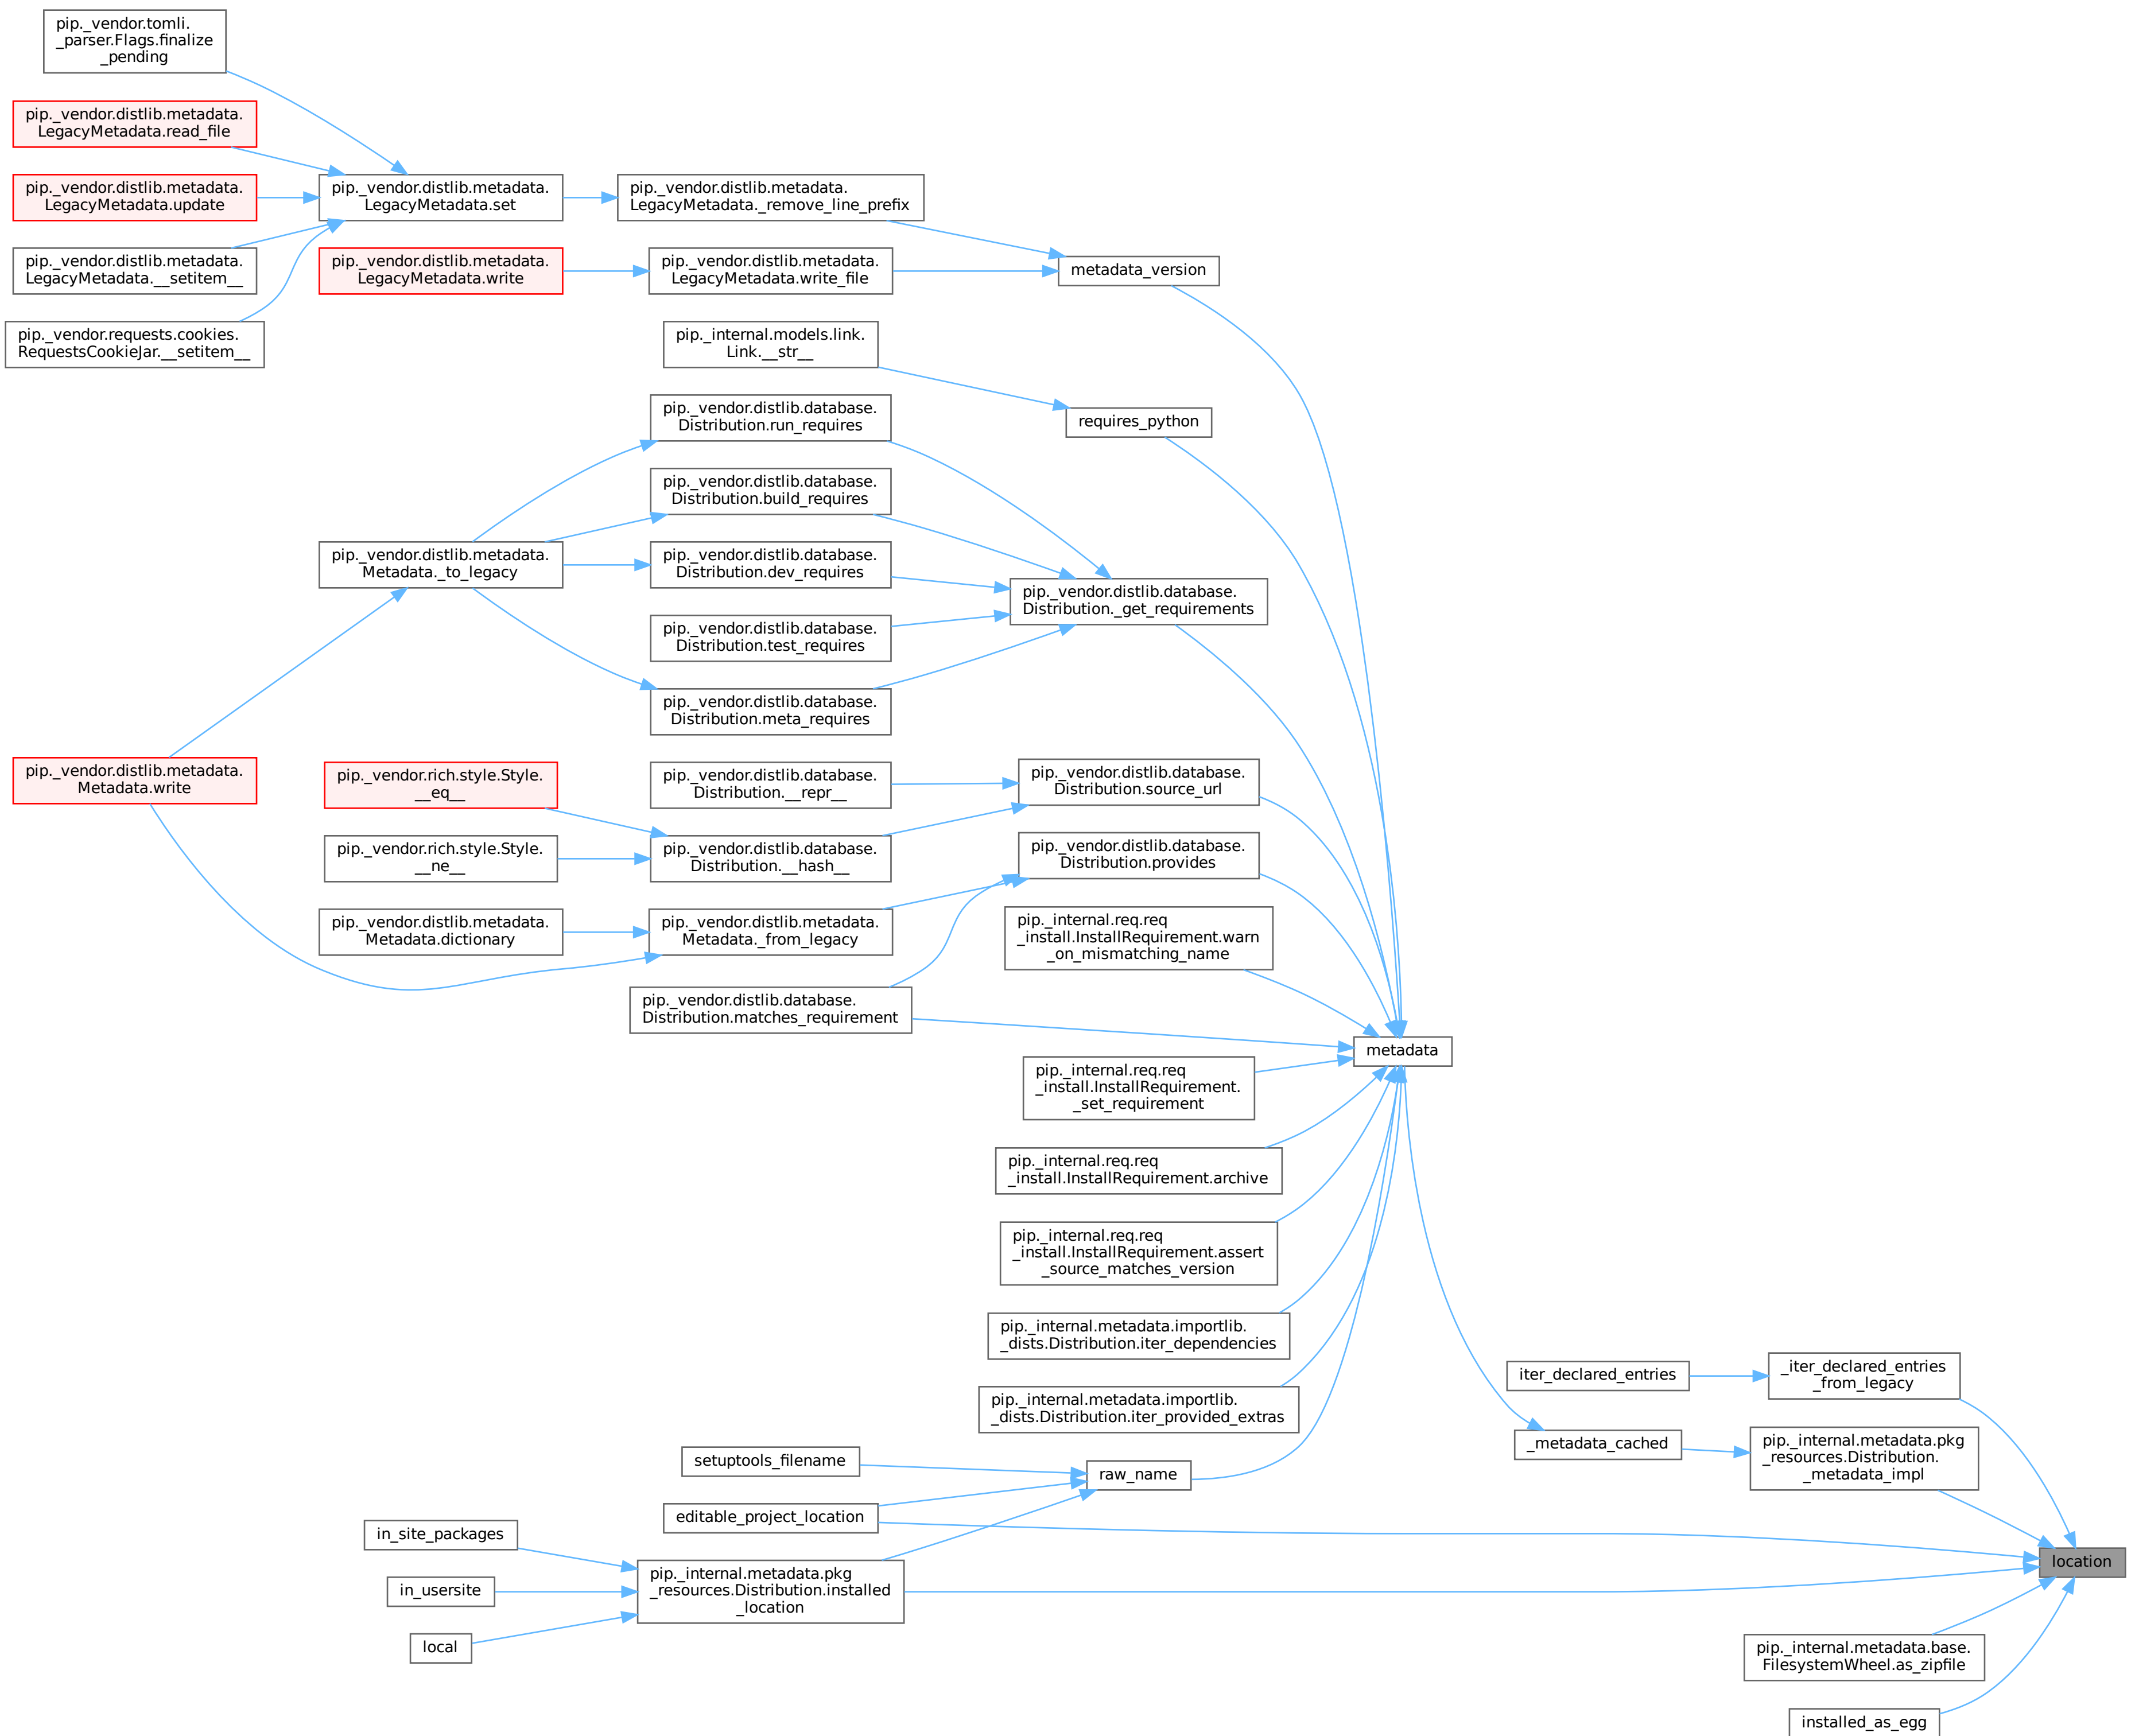 pip._vendor.tomli.
_parser.Flags.finalize
_pending
pip._vendor.distlib.metadata.
LegacyMetadata.read_file
pip._vendor.distlib.metadata.
LegacyMetadata.update
pip._vendor.distlib.metadata.
LegacyMetadata.__setitem__
pip._vendor.requests.cookies.
RequestsCookieJar.__setitem__
pip._vendor.distlib.metadata.
LegacyMetadata.set
pip._vendor.distlib.metadata.
LegacyMetadata._remove_line_prefix
pip._vendor.distlib.metadata.
LegacyMetadata.write
pip._vendor.distlib.metadata.
LegacyMetadata.write_file
metadata_version
pip._internal.models.link.
Link.__str__
requires_python
pip._vendor.distlib.database.
Distribution.run_requires
pip._vendor.distlib.database.
Distribution.build_requires
pip._vendor.distlib.metadata.
Metadata._to_legacy
pip._vendor.distlib.database.
Distribution.dev_requires
pip._vendor.distlib.database.
Distribution._get_requirements
pip._vendor.distlib.database.
Distribution.test_requires
pip._vendor.distlib.database.
Distribution.meta_requires
pip._vendor.distlib.metadata.
Metadata.write
pip._vendor.rich.style.Style.
__eq__
pip._vendor.distlib.database.
Distribution.__repr__
pip._vendor.distlib.database.
Distribution.source_url
pip._vendor.rich.style.Style.
__ne__
pip._vendor.distlib.database.
Distribution.__hash__
pip._vendor.distlib.database.
Distribution.provides
pip._vendor.distlib.metadata.
Metadata.dictionary
pip._vendor.distlib.metadata.
Metadata._from_legacy
pip._internal.req.req
_install.InstallRequirement.warn
_on_mismatching_name
pip._vendor.distlib.database.
Distribution.matches_requirement
metadata
pip._internal.req.req
_install.InstallRequirement.
_set_requirement
pip._internal.req.req
_install.InstallRequirement.archive
pip._internal.req.req
_install.InstallRequirement.assert
_source_matches_version
pip._internal.metadata.importlib.
_dists.Distribution.iter_dependencies
pip._internal.metadata.importlib.
_dists.Distribution.iter_provided_extras
iter_declared_entries
_iter_declared_entries
_from_legacy
_metadata_cached
pip._internal.metadata.pkg
_resources.Distribution.
_metadata_impl
setuptools_filename
raw_name
editable_project_location
in_site_packages
in_usersite
local
pip._internal.metadata.pkg
_resources.Distribution.installed
_location
location
pip._internal.metadata.base.
FilesystemWheel.as_zipfile
installed_as_egg